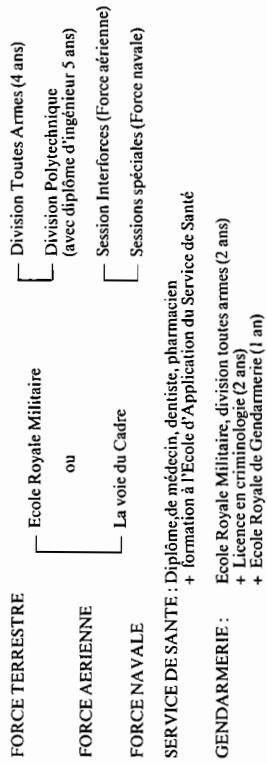 FORCE TERRESTRE
FORCE AERIENNE
FORCE NAVALE
Ecole Royale Militaire
ou
La voie du Cadre
Division Toutes Armes (4 ans)
Division Polytechnique
(avec diplôme d'ingénieur 5 ans)
Session Interforces (Force aérienne)
Sessions spéciales (Force navale)
SERVICE DE SANTE : Diplôme, de médecin, dentiste, pharmacien
+ formation à l'Ecole d'Application du Service de Santé
GENDARMERIE : Ecole Royale Militaire, division toutes armes (2 ans)
+ Licence en criminologie (2 ans)
+ Ecole Royale de Gendarmerie (1 an)